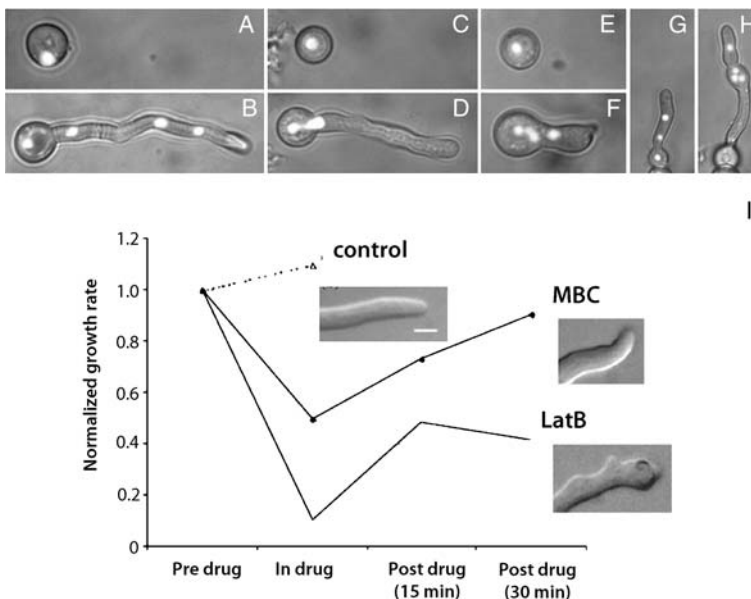 A
C
E
G
H
B
D
F
I
1.2
1.0
0.8
0.6
0.4
0.2
0
Normalized growth rate
control
MBC
LatB
Pre drug
In drug
Post drug
(15 min)
Post drug
(30 min)